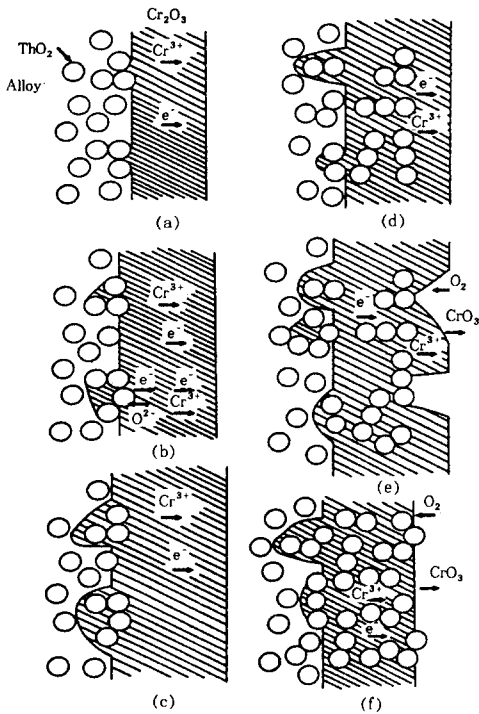 Cr₂O₃
ThO₂
Cr³⁺
Alloy
e⁻
(a)
e⁻
Cr³⁺
(d)
Cr³⁺
e⁻
e⁻
e⁻
Cr³⁺
O²⁻
(b)
O₂
e⁻
CrO₃
Cr³⁺
(e)
Cr³⁺
e⁻
(c)
O₂
CrO₃
Cr³⁺
e
(f)